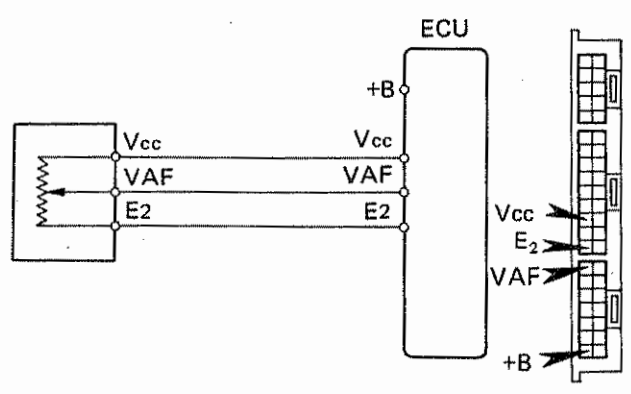 ECU
+B
Vcc Vcc
VAF VAF
E2 E2
Vcc
E2
VAF
+B